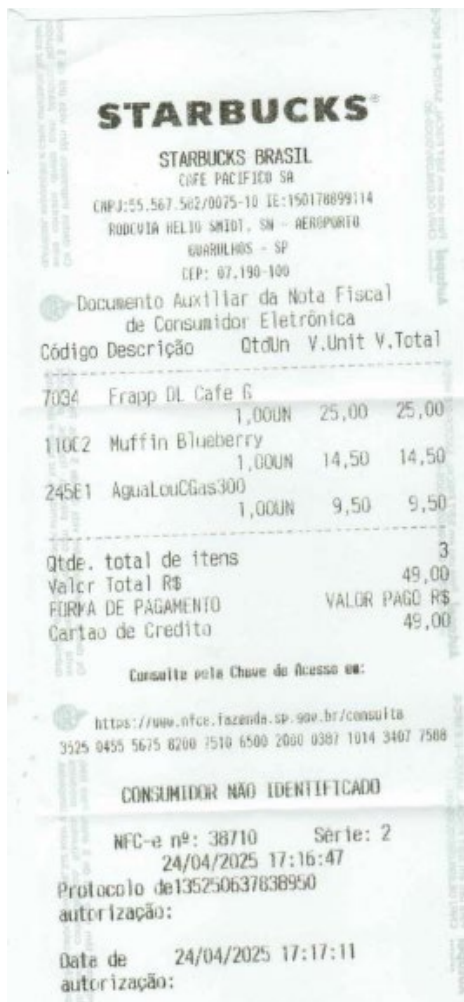 STARBUCKS®
STARBUCKS BRASIL
CAFE PACIFICO SA
CNPJ:55.567.582/0075-10 IE:150178899114
RODOVIA HELIO SMIDT, SN - AEROPORTO
GUARULHOS - SP
CEP: 07.190-100
Documento Auxiliar da Nota Fiscal
de Consumidor Eletrônica
Código Descrição QtdUn V.Unit V.Total
7034 Frapp DL Cafe G
1,00UN 25,00 25,00
Muffin Blueberry
1,00UN 14,50 14,50
AguaLouCGas300
1,00UN 9,50 9,50
Qtde. total de itens 3
Valor Total R$ 49,00
FORMA DE PAGAMENTO VALOR PAGO R$
Cartao de Credito 49,00
Consulte pela Chave de Acesso em:
https://www.nfce.fazenda.sp.gov.br/consulta
3525 0455 5675 8200 7510 6500 2000 0387 1014 3407 7588
CONSUMIDOR NÃO IDENTIFICADO
NFC-e nº: 38710 Série: 2
24/04/2025 17:16:47
Protocolo de135250637838950
autorização:
Data de 24/04/2025 17:17:11
autorização: